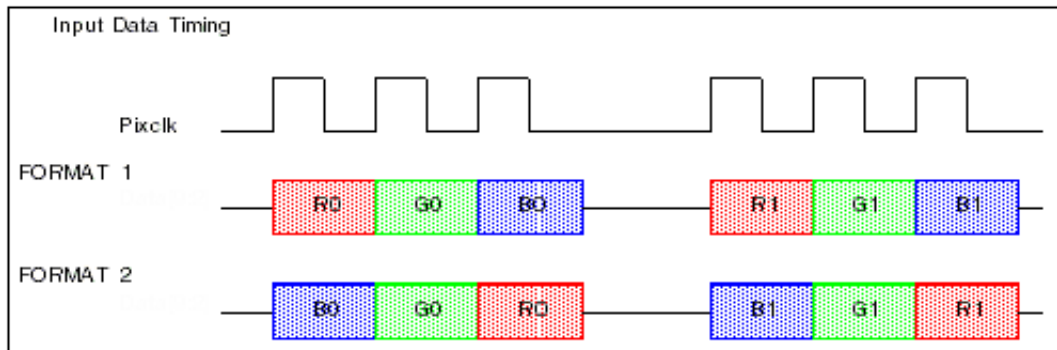 Input Data Timing
Pixclk
FORMAT 1
R0 G0 B0 R1 G1 B1
FORMAT 2
B0 G0 R0 B1 G1 R1